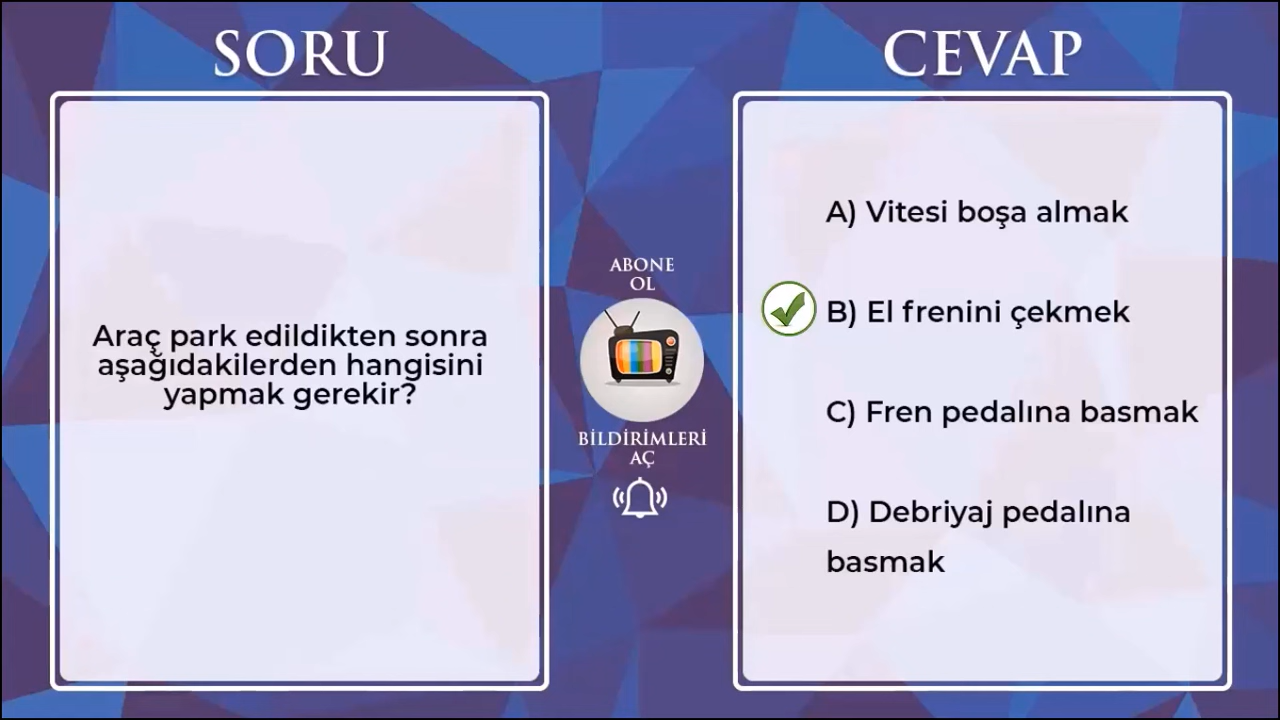 SORU
Araç park edildikten sonra
aşağıdakilerden hangisini
yapmak gerekir?
ABONE
OL
BİLDİRİMLERİ
AÇ
CEVAP
A) Vitesi boşa almak
B) El frenini çekmek
C) Fren pedalına basmak
D) Debriyaj pedalına
basmak